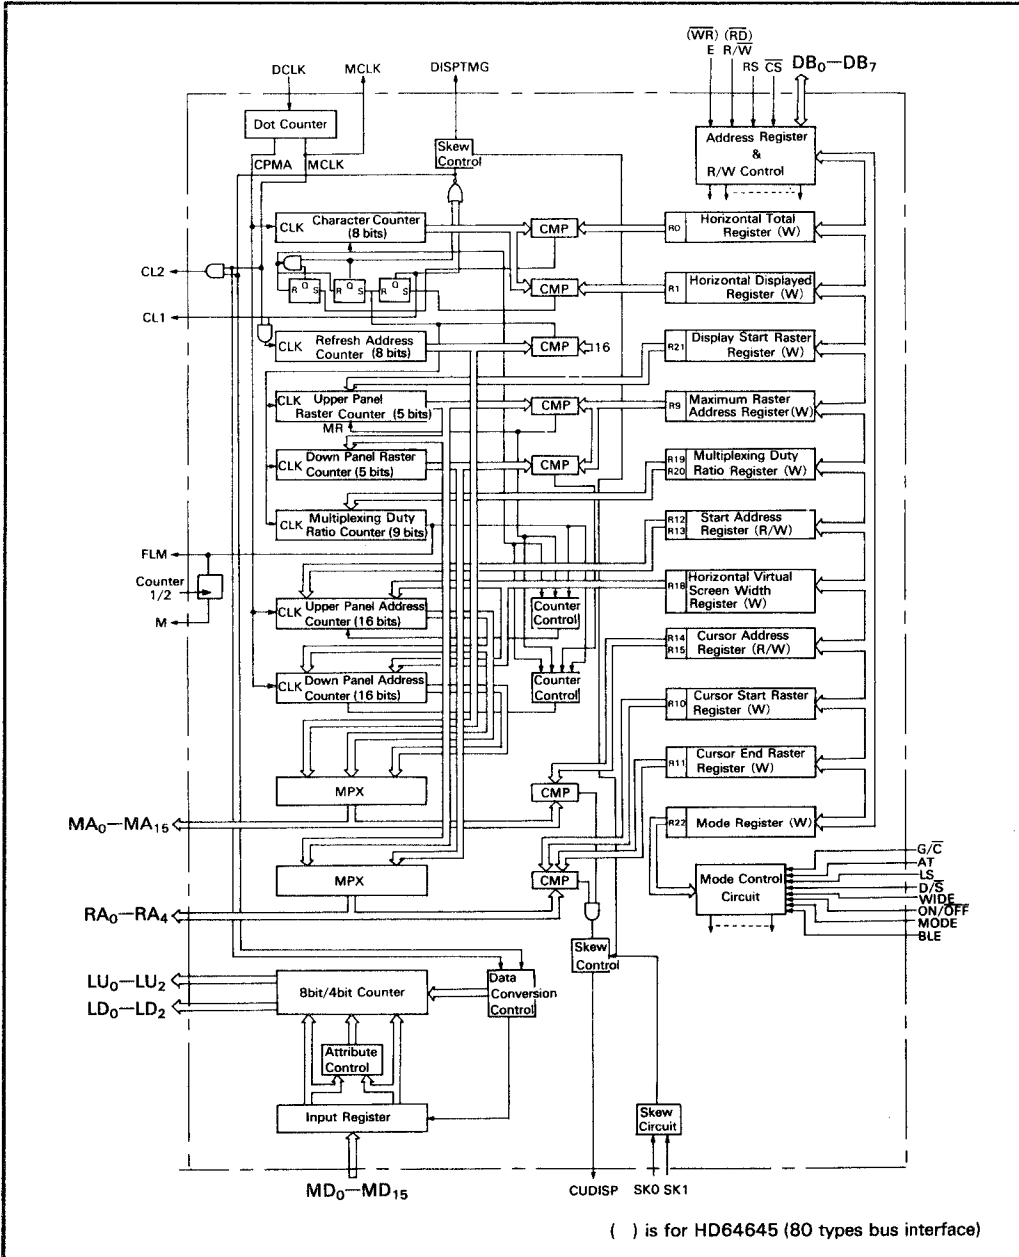 (WR) (RD)
E R/W
RS CS DB0—DB7
DCLK MCLK DISPTMG
Dot Counter
CPMA MCLK
Skew
Control
Address Register
&
R/W Control
CLK Character Counter
(8 bits)
CMP
R0 Horizontal Total
Register (W)
CL2
R Q S
R Q S
R Q S
CMP
R1 Horizontal Displayed
Register (W)
CL1
CLK Refresh Address
Counter (8 bits)
CMP
16
R21 Display Start Raster
Register (W)
CLK Upper Panel
Raster Counter (5 bits)
MR
CMP
R9 Maximum Raster
Address Register (W)
CLK Down Panel Raster
Counter (5 bits)
CMP
R19
R20
Multiplexing Duty
Ratio Register (W)
CLK Multiplexing Duty
Ratio Counter (9 bits)
R12
R13
Start Address
Register (R/W)
FLM
Counter
1/2
M
R18 Horizontal Virtual
Screen Width
Register (W)
CLK Upper Panel Address
Counter (16 bits)
Counter
Control
R14
R15
Cursor Address
Register (R/W)
CLK Down Panel Address
Counter (16 bits)
Counter
Control
R10 Cursor Start Raster
Register (W)
R11 Cursor End Raster
Register (W)
MPX
CMP
MA0—MA15
R22 Mode Register (W)
MPX
CMP
Mode Control
Circuit
G/C
AT
LS
D/S
WIDE
ON/OFF
MODE
BLE
RA0—RA4
Skew
Control
LU0—LU2
LD0—LD2
8bit/4bit Counter
Data
Conversion
Control
Attribute
Control
Input Register
Skew
Circuit
MD0—MD15
CUDISP SK0 SK1
( ) is for HD64645 (80 types bus interface)